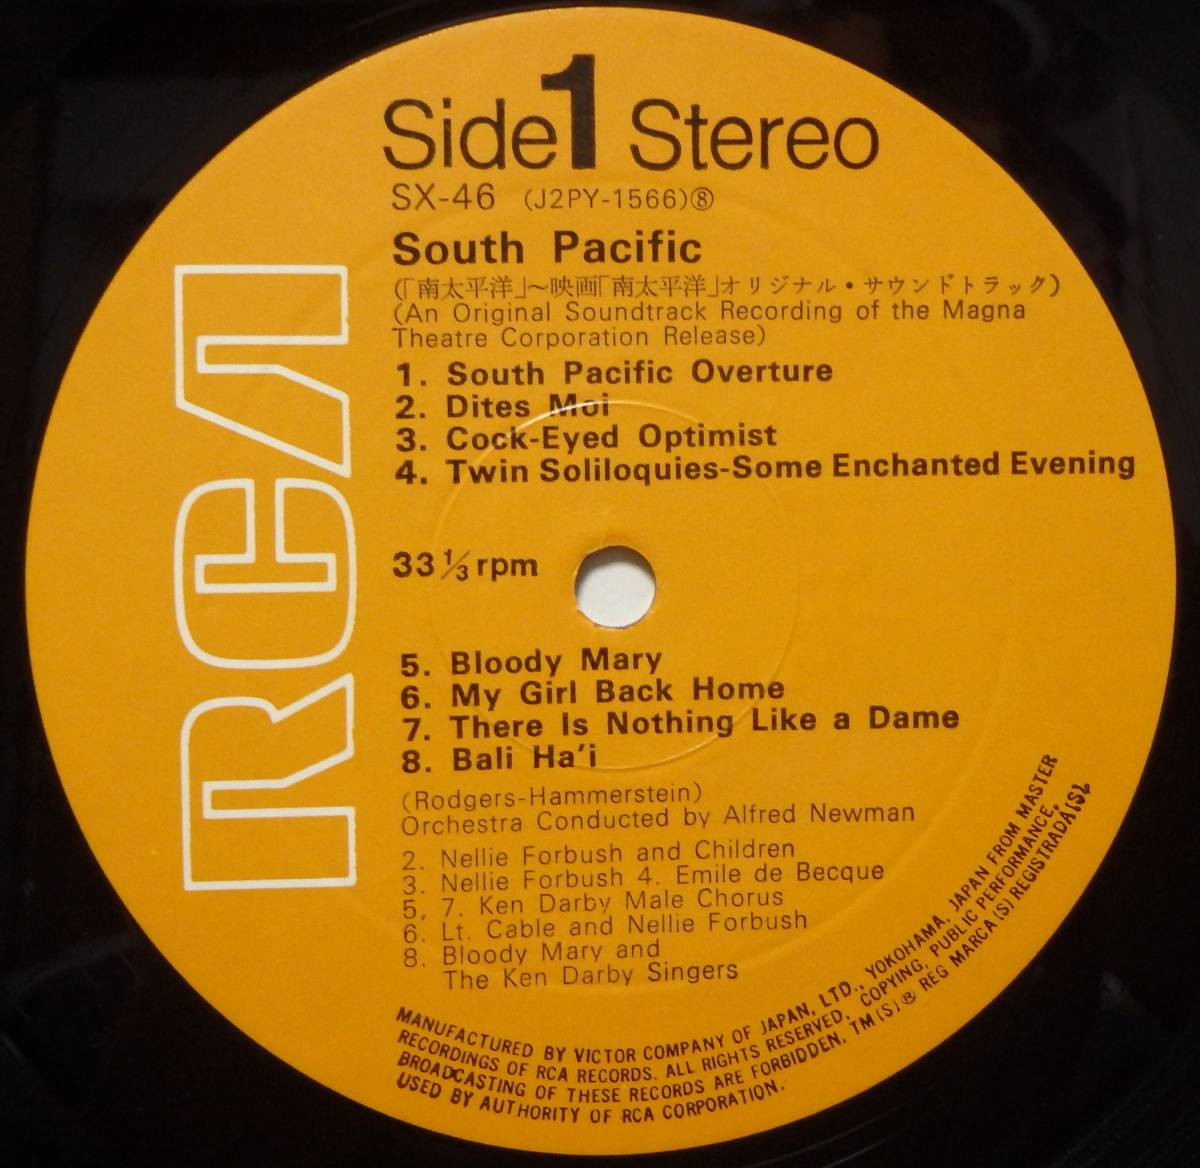 Side 1 Stereo
SX-46 (J2PY-1566)⑧
South Pacific
(「南太平洋」〜映画「南太平洋」オリジナル・サウンドトラック)
(An Original Soundtrack Recording of the Magna
Theatre Corporation Release)
1. South Pacific Overture
2. Dites Moi
3. Cock-Eyed Optimist
4. Twin Soliloquies-Some Enchanted Evening
33 1/3 rpm
5. Bloody Mary
6. My Girl Back Home
7. There Is Nothing Like a Dame
8. Bali Ha'i
(Rodgers-Hammerstein)
Orchestra Conducted by Alfred Newman
2. Nellie Forbush and Children
3. Nellie Forbush 4. Emile de Becque
5, 7. Ken Darby Male Chorus
6. Lt. Cable and Nellie Forbush
8. Bloody Mary and
The Ken Darby Singers
RCA
MANUFACTURED BY VICTOR COMPANY OF JAPAN, LTD., YOKOHAMA, JAPAN FROM MASTER
RECORDINGS OF RCA RECORDS. ALL RIGHTS RESERVED, COPYING, PUBLIC PERFORMANCE,
BROADCASTING OF THESE RECORDS ARE FORBIDDEN. TM(S)® REG MARCA(S) REGISTRADA(S)
USED BY AUTHORITY OF RCA CORPORATION.